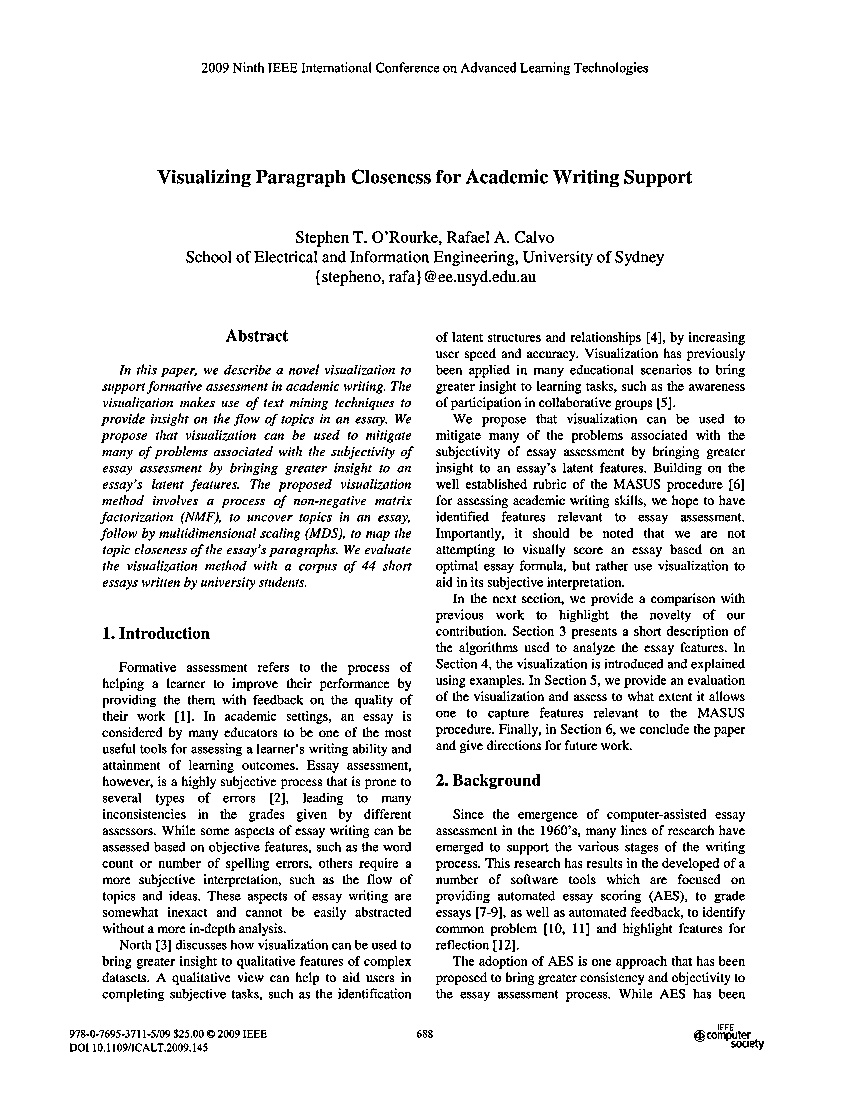 2009 Ninth IEEE International Conference on Advanced Learning Technologies
Visualizing Paragraph Closeness for Academic Writing Support
Stephen T. O'Rourke, Rafael A. Calvo
School of Electrical and Information Engineering, University of Sydney
{stepheno, rafa}@ee.usyd.edu.au
Abstract
In this paper, we describe a novel visualization to
support formative assessment in academic writing. The
visualization makes use of text mining techniques to
provide insight on the flow of topics in an essay. We
propose that visualization can be used to mitigate
many of problems associated with the subjectivity of
essay assessment by bringing greater insight to an
essay's latent features. The proposed visualization
method involves a process of non-negative matrix
factorization (NMF), to uncover topics in an essay,
follow by multidimensional scaling (MDS), to map the
topic closeness of the essay's paragraphs. We evaluate
the visualization method with a corpus of 44 short
essays written by university students.
1. Introduction
Formative assessment refers to the process of
helping a learner to improve their performance by
providing the them with feedback on the quality of
their work [1]. In academic settings, an essay is
considered by many educators to be one of the most
useful tools for assessing a learner's writing ability and
attainment of learning outcomes. Essay assessment,
however, is a highly subjective process that is prone to
several types of errors [2], leading to many
inconsistencies in the grades given by different
assessors. While some aspects of essay writing can be
assessed based on objective features, such as the word
count or number of spelling errors, others require a
more subjective interpretation, such as the flow of
topics and ideas. These aspects of essay writing are
somewhat inexact and cannot be easily abstracted
without a more in-depth analysis.
North [3] discusses how visualization can be used to
bring greater insight to qualitative features of complex
datasets. A qualitative view can help to aid users in
completing subjective tasks, such as the identification
of latent structures and relationships [4], by increasing
user speed and accuracy. Visualization has previously
been applied in many educational scenarios to bring
greater insight to learning tasks, such as the awareness
of participation in collaborative groups [5].
We propose that visualization can be used to
mitigate many of the problems associated with the
subjectivity of essay assessment by bringing greater
insight to an essay's latent features. Building on the
well established rubric of the MASUS procedure [6]
for assessing academic writing skills, we hope to have
identified features relevant to essay assessment.
Importantly, it should be noted that we are not
attempting to visually score an essay based on an
optimal essay formula, but rather use visualization to
aid in its subjective interpretation.
In the next section, we provide a comparison with
previous work to highlight the novelty of our
contribution. Section 3 presents a short description of
the algorithms used to analyze the essay features. In
Section 4, the visualization is introduced and explained
using examples. In Section 5, we provide an evaluation
of the visualization and assess to what extent it allows
one to capture features relevant to the MASUS
procedure. Finally, in Section 6, we conclude the paper
and give directions for future work.
2. Background
Since the emergence of computer-assisted essay
assessment in the 1960's, many lines of research have
emerged to support the various stages of the writing
process. This research has results in the developed of a
number of software tools which are focused on
providing automated essay scoring (AES), to grade
essays [7-9], as well as automated feedback, to identify
common problem [10, 11] and highlight features for
reflection [12].
The adoption of AES is one approach that has been
proposed to bring greater consistency and objectivity to
the essay assessment process. While AES has been
978-0-7695-3711-5/09 $25.00 © 2009 IEEE
DOI 10.1109/ICALT.2009.145
688
IEEE
computer
society